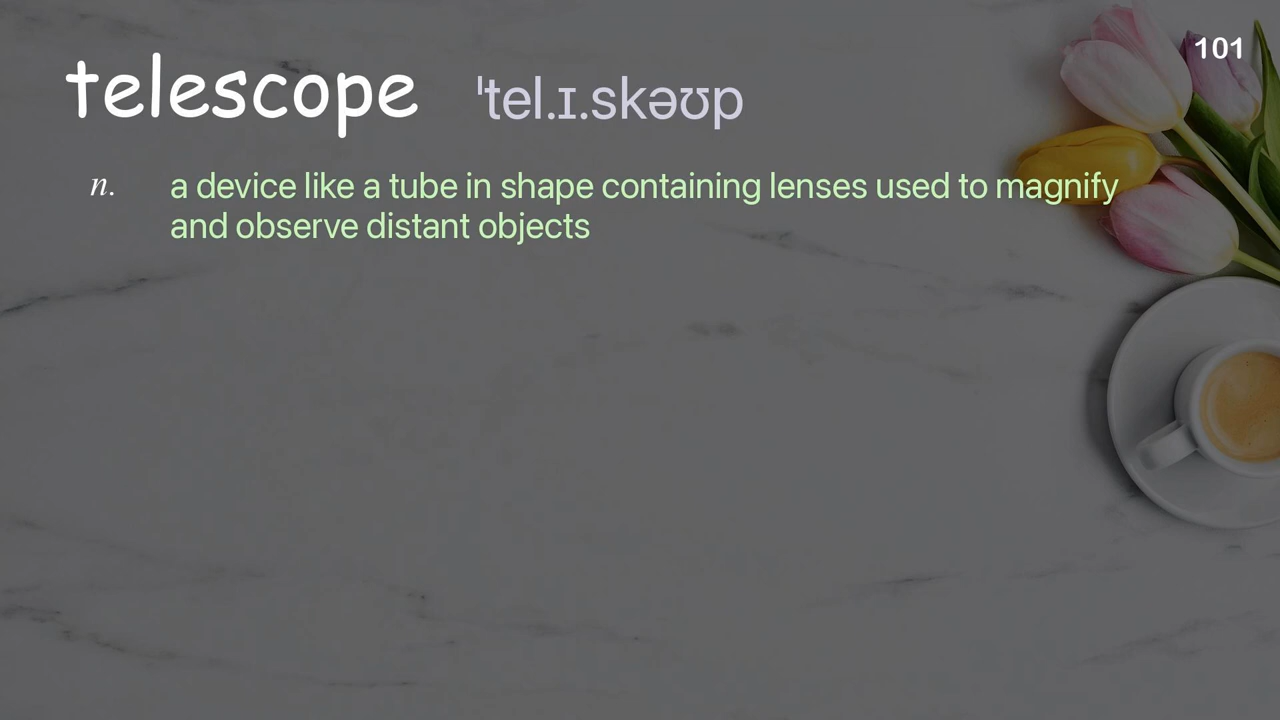 101
telescope ˈtel.ɪ.skəʊp
n. a device like a tube in shape containing lenses used to magnify
and observe distant objects